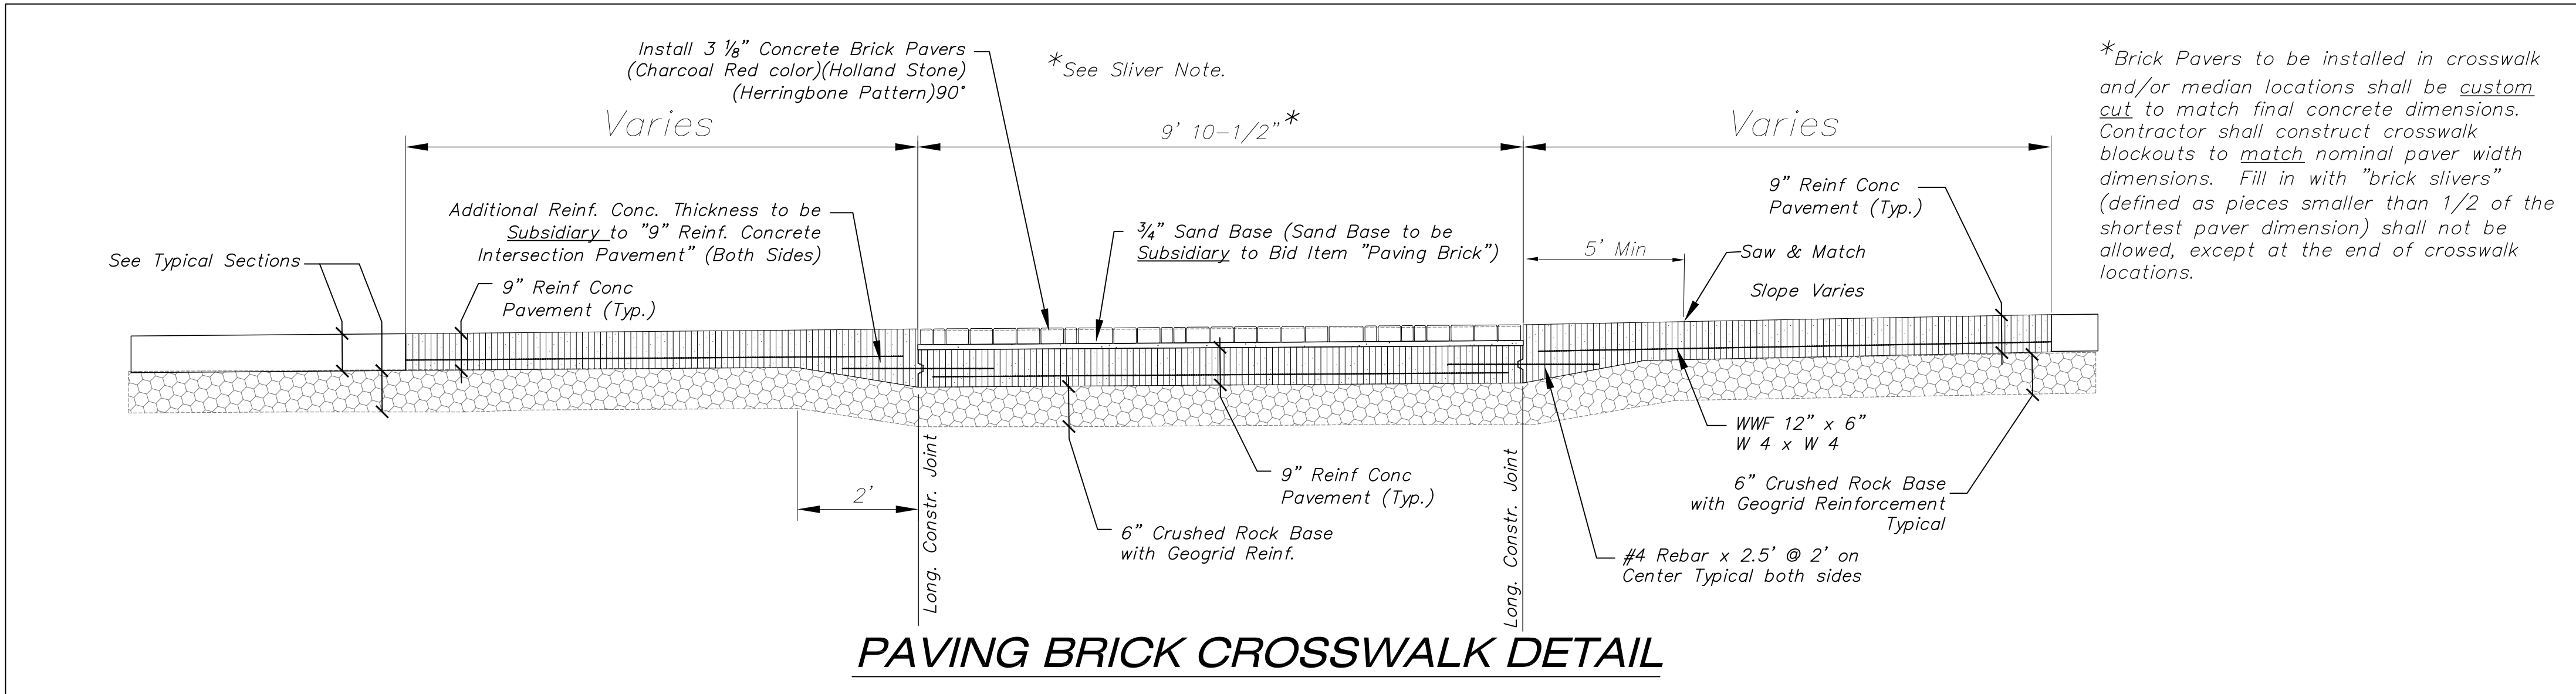 Install 3 ⅛" Concrete Brick Pavers
(Charcoal Red color)(Holland Stone)
(Herringbone Pattern)90°
*See Sliver Note.
Varies
9' 10-1/2"*
Varies
*Brick Pavers to be installed in crosswalk
and/or median locations shall be custom
cut to match final concrete dimensions.
Contractor shall construct crosswalk
blockouts to match nominal paver width
dimensions. Fill in with "brick slivers"
(defined as pieces smaller than 1/2 of the
shortest paver dimension) shall not be
allowed, except at the end of crosswalk
locations.
Additional Reinf. Conc. Thickness to be
Subsidiary to "9" Reinf. Concrete
Intersection Pavement" (Both Sides)
See Typical Sections
9" Reinf Conc
Pavement (Typ.)
¾" Sand Base (Sand Base to be
Subsidiary to Bid Item "Paving Brick")
5' Min
9" Reinf Conc
Pavement (Typ.)
Saw & Match
Slope Varies
2'
Long. Constr. Joint
6" Crushed Rock Base
with Geogrid Reinf.
9" Reinf Conc
Pavement (Typ.)
Long. Constr. Joint
WWF 12" x 6"
W 4 x W 4
6" Crushed Rock Base
with Geogrid Reinforcement
Typical
#4 Rebar x 2.5' @ 2' on
Center Typical both sides
PAVING BRICK CROSSWALK DETAIL